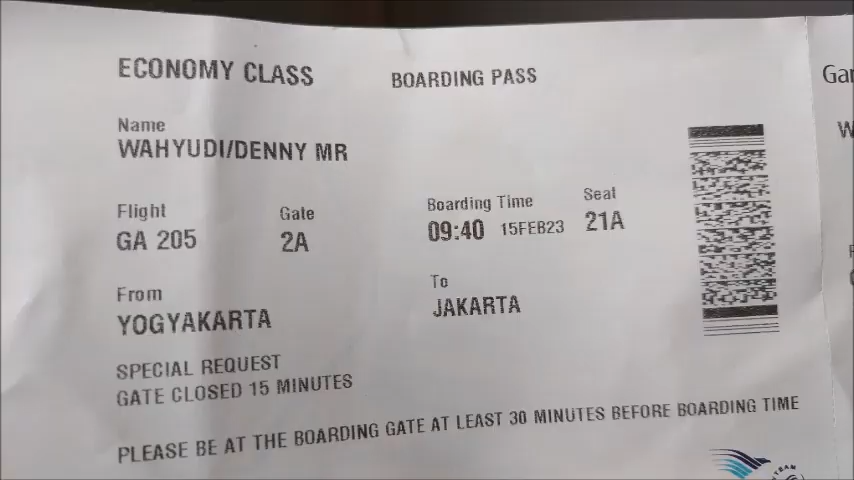 ECONOMY CLASS BOARDING PASS
Name
WAHYUDI/DENNY MR
Flight Gate Boarding Time Seat
GA 205 2A 09:40 15FEB23 21A
From To
YOGYAKARTA JAKARTA
SPECIAL REQUEST
GATE CLOSED 15 MINUTES
PLEASE BE AT THE BOARDING GATE AT LEAST 30 MINUTES BEFORE BOARDING TIME